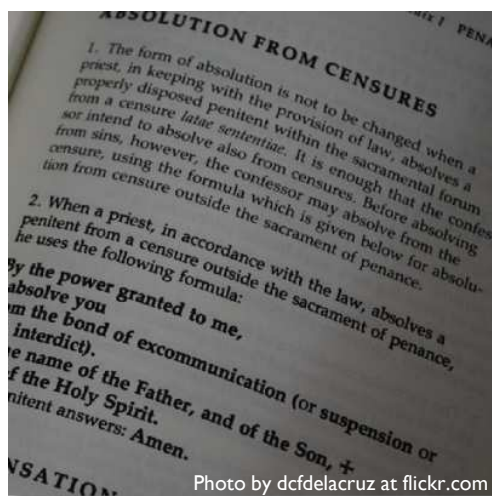 ABSOLUTION FROM CENSURES
1. The form of absolution is not to be changed when a
priest, in keeping with the provision of law, absolves a
properly disposed penitent within the sacramental forum
from a censure latae sententiae. It is enough that the confes
sor intend to absolve also from censures. Before absolving
from sins, however, the confessor may absolve from the
censure, using the formula which is given below for absolu-
tion from censure outside the sacrament of penance.
2. When a priest, in accordance with the law, absolves a
penitent from a censure outside the sacrament of penance,
he uses the following formula:
By the power granted to me,
absolve you
m the bond of excommunication (or suspension or
interdict).
e name of the Father, and of the Son, +
f the Holy Spirit.
nitent answers: Amen.
NSATION
Photo by dcfdelacruz at flickr.com